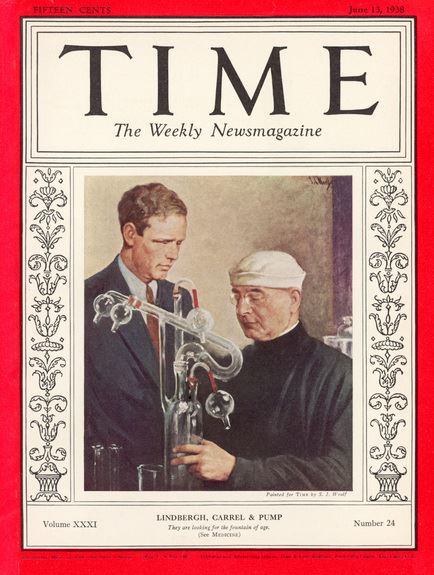 FIFTEEN CENTS June 13, 1938
TIME
The Weekly Newsmagazine
Painted for TIME by S. J. Woolf
Volume XXXI
LINDBERGH, CARREL & PUMP
They are looking for the fountain of age.
(See MEDICINE)
Number 24